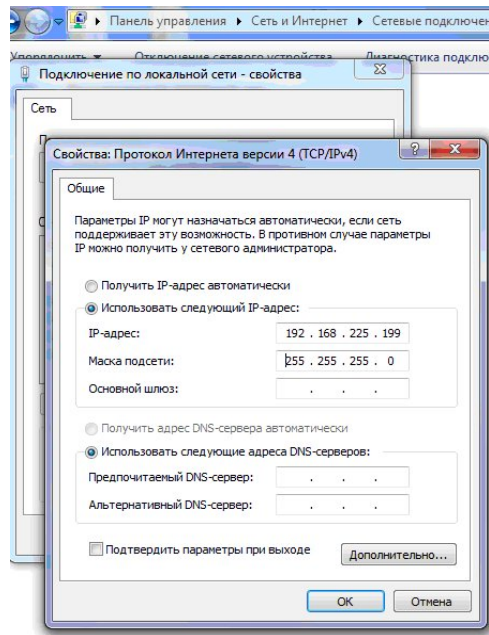 Панель управления ▸ Сеть и Интернет ▸ Сетевые подключен
Упорядочить Отключение сетевого устройства Диагностика подклю
Подключение по локальной сети - свойства
Сеть
Свойства: Протокол Интернета версии 4 (TCP/IPv4)
Общие
Параметры IP могут назначаться автоматически, если сеть
поддерживает эту возможность. В противном случае параметры
IP можно получить у сетевого администратора.
Получить IP-адрес автоматически
Использовать следующий IP-адрес:
IP-адрес: 192 . 168 . 225 . 199
Маска подсети: 255 . 255 . 255 . 0
Основной шлюз: . . .
Получить адрес DNS-сервера автоматически
Использовать следующие адреса DNS-серверов:
Предпочитаемый DNS-сервер: . . .
Альтернативный DNS-сервер: . . .
Подтвердить параметры при выходе
Дополнительно...
ОК Отмена